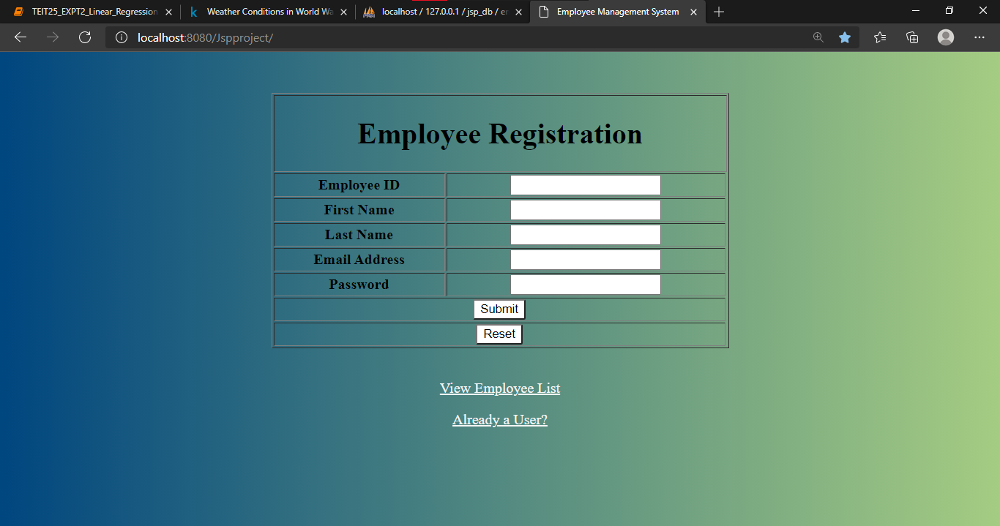 TEIT25_EXPT2_Linear_Regression
Weather Conditions in World Wa
localhost / 127.0.0.1 / jsp_db / er
Employee Management System
localhost:8080/Jspproject/
Employee Registration
Employee ID
First Name
Last Name
Email Address
Password
Submit
Reset
View Employee List
Already a User?